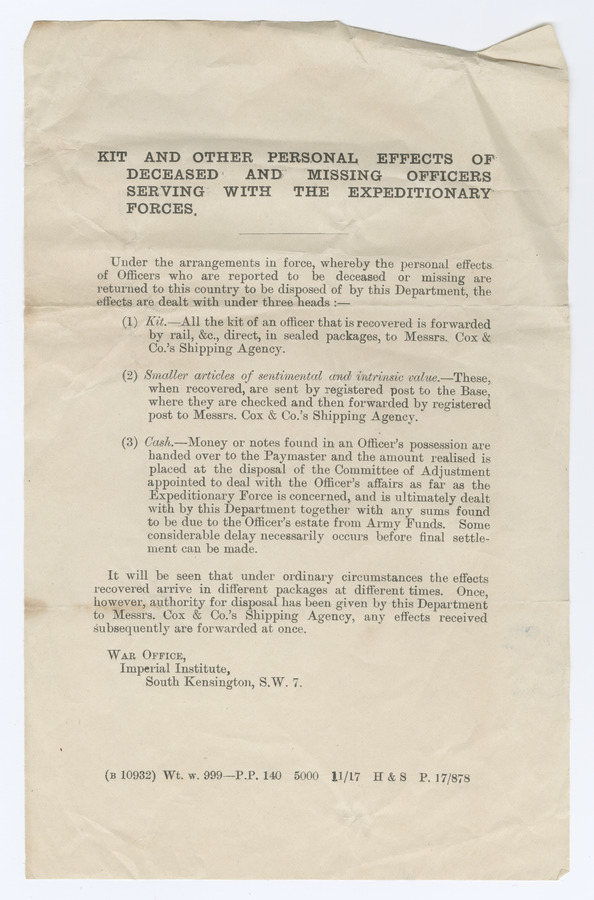 KIT AND OTHER PERSONAL EFFECTS OF
DECEASED AND MISSING OFFICERS
SERVING WITH THE EXPEDITIONARY
FORCES.
Under the arrangements in force, whereby the personal effects
of Officers who are reported to be deceased or missing are
returned to this country to be disposed of by this Department, the
effects are dealt with under three heads :—
(1) Kit.—All the kit of an officer that is recovered is forwarded
by rail, &c., direct, in sealed packages, to Messrs. Cox &
Co.'s Shipping Agency.
(2) Smaller articles of sentimental and intrinsic value.—These,
when recovered, are sent by registered post to the Base,
where they are checked and then forwarded by registered
post to Messrs. Cox & Co.'s Shipping Agency.
(3) Cash.—Money or notes found in an Officer's possession are
handed over to the Paymaster and the amount realised is
placed at the disposal of the Committee of Adjustment
appointed to deal with the Officer's affairs as far as the
Expeditionary Force is concerned, and is ultimately dealt
with by this Department together with any sums found
to be due to the Officer's estate from Army Funds. Some
considerable delay necessarily occurs before final settle-
ment can be made.
It will be seen that under ordinary circumstances the effects
recovered arrive in different packages at different times. Once,
however, authority for disposal has been given by this Department
to Messrs. Cox & Co.'s Shipping Agency, any effects received
subsequently are forwarded at once.
WAR OFFICE,
Imperial Institute,
South Kensington, S.W. 7.
(B 10932) Wt. w. 999—P.P. 140 5000 11/17 H & S P. 17/878